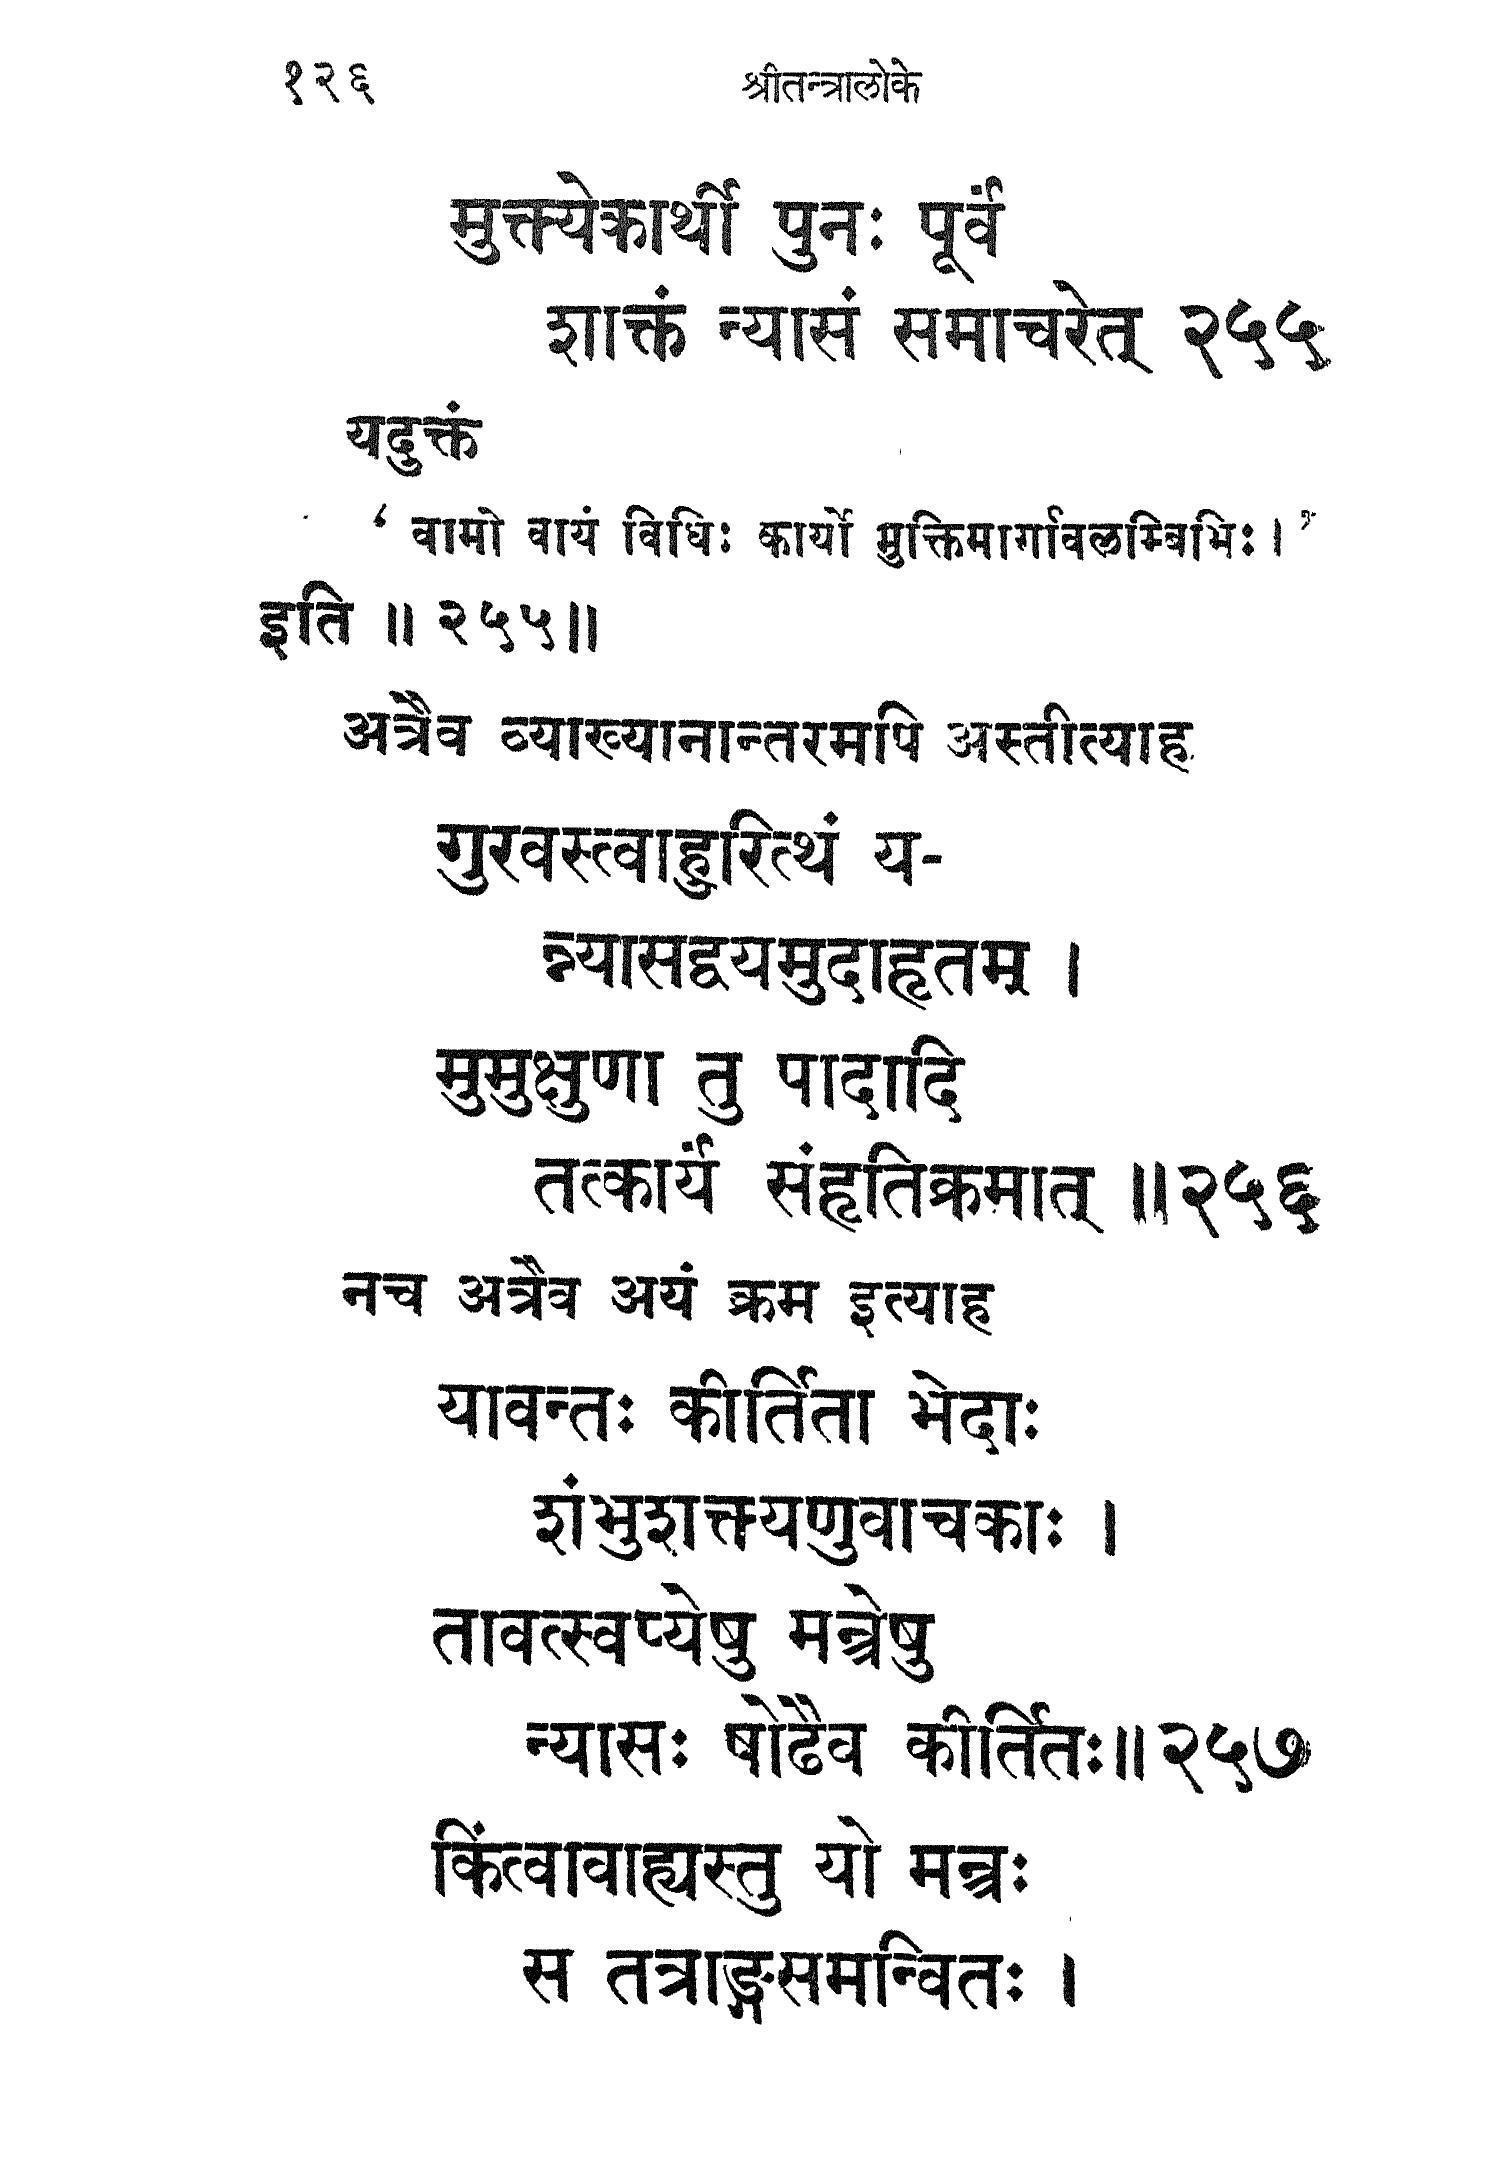 १२६ श्रीतन्त्रालोके
मुक्त्येकार्थी पुनः पूर्वं
शाक्तं न्यासं समाचरेत् २५५
यदुक्तं
‘ वामो वायं विधिः कार्यो मुक्तिमार्गावलम्बिभिः । ’
इति ॥ २५५॥
अत्रैव व्याख्यानान्तरमपि अस्तीत्याह
गुरवस्त्वाहुरित्थं य-
न्न्यासद्वयमुदाहृतम् ।
मुमुक्षुणा तु पादादि
तत्कार्यं संहृतिक्रमात् ॥२५६
नच अत्रैव अयं क्रम इत्याह
यावन्तः कीर्तिता भेदाः
शंभुशक्त्यणुवाचकाः ।
तावत्स्वप्येषु मन्त्रेषु
न्यासः षोढैव कीर्तितः॥२५७
किंत्वावाह्यस्तु यो मन्त्रः
स तत्राङ्गसमन्वितः ।